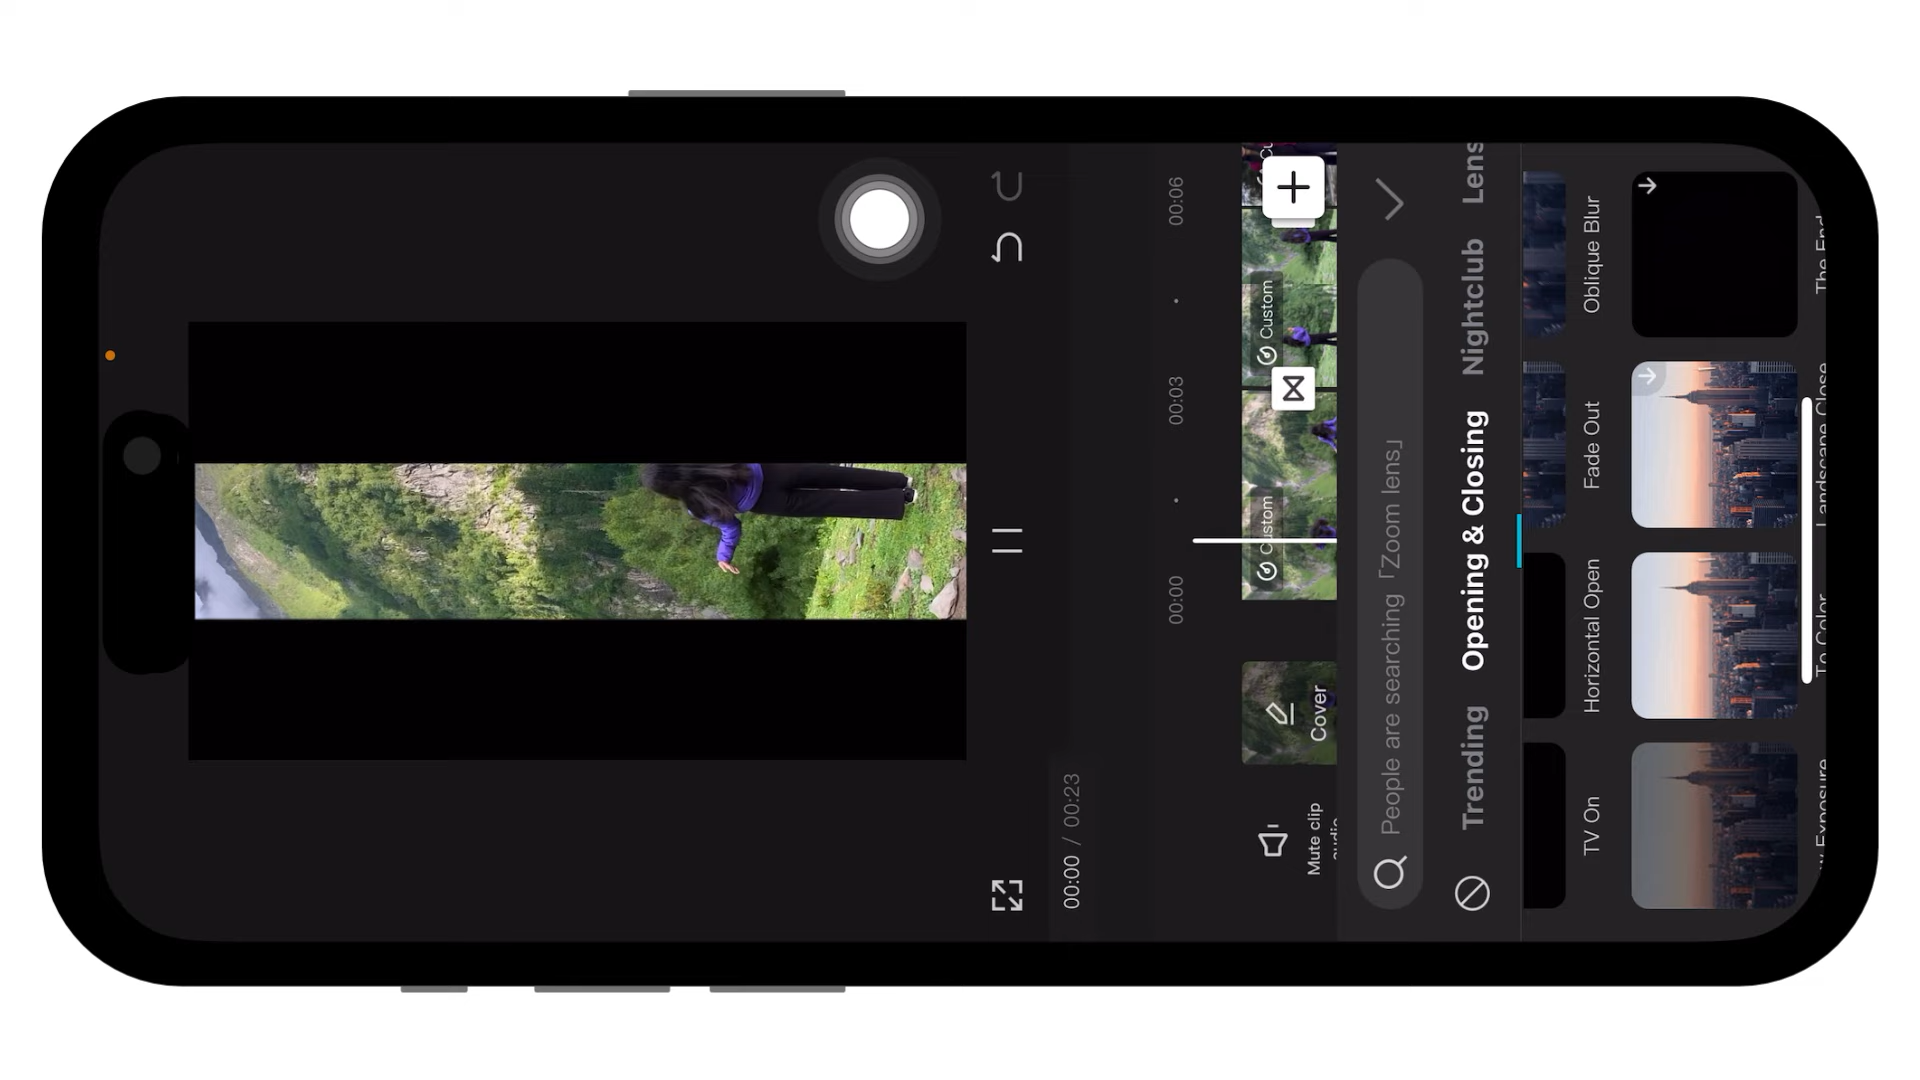 00:00 / 00:23
00:00
00:03
00:06
Custom
Custom
Cover
Mute clip
audio
People are searching「Zoom lens」
Trending
Opening & Closing
Nightclub
Lens
TV On
Horizontal Open
Fade Out
Oblique Blur
Exposure
To Color
Landscape Close
The End